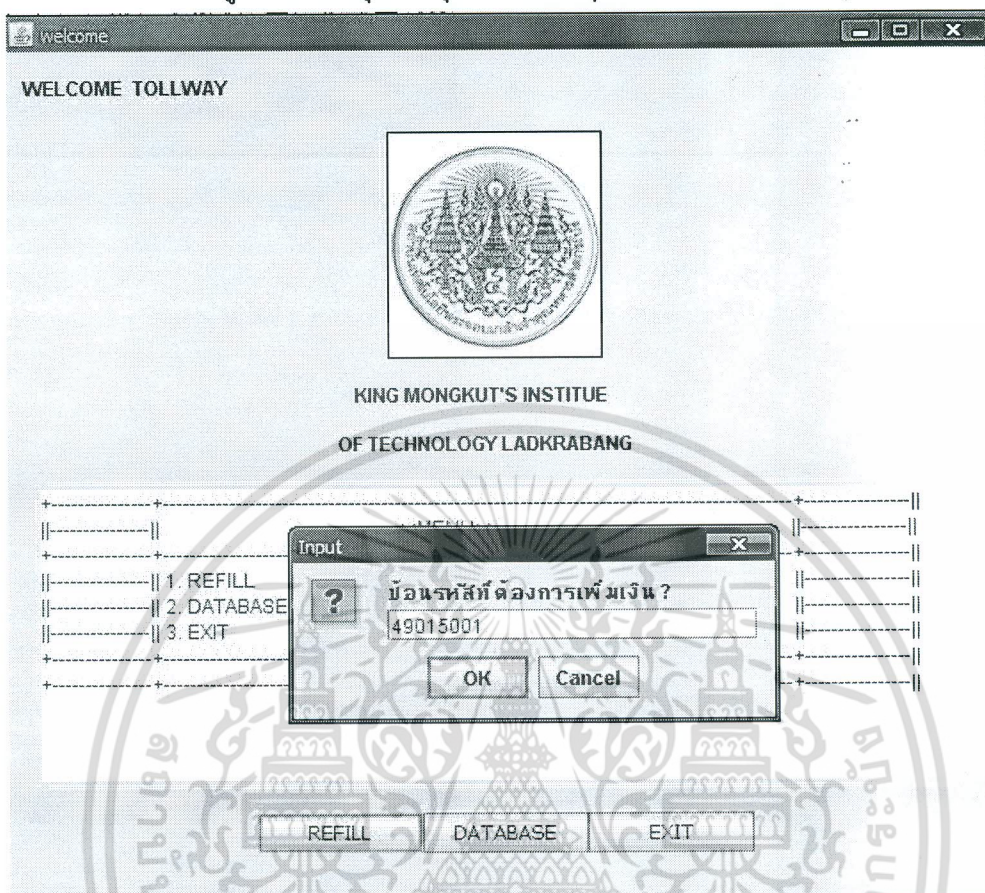 welcome
WELCOME TOLLWAY
KING MONGKUT'S INSTITUE
OF TECHNOLOGY LADKRABANG
Input
1. REFILL
2. DATABASE
3. EXIT
ป้อนรหัสที่ต้องการเพิ่มเงิน ?
49015001
OK Cancel
REFILL DATABASE EXIT